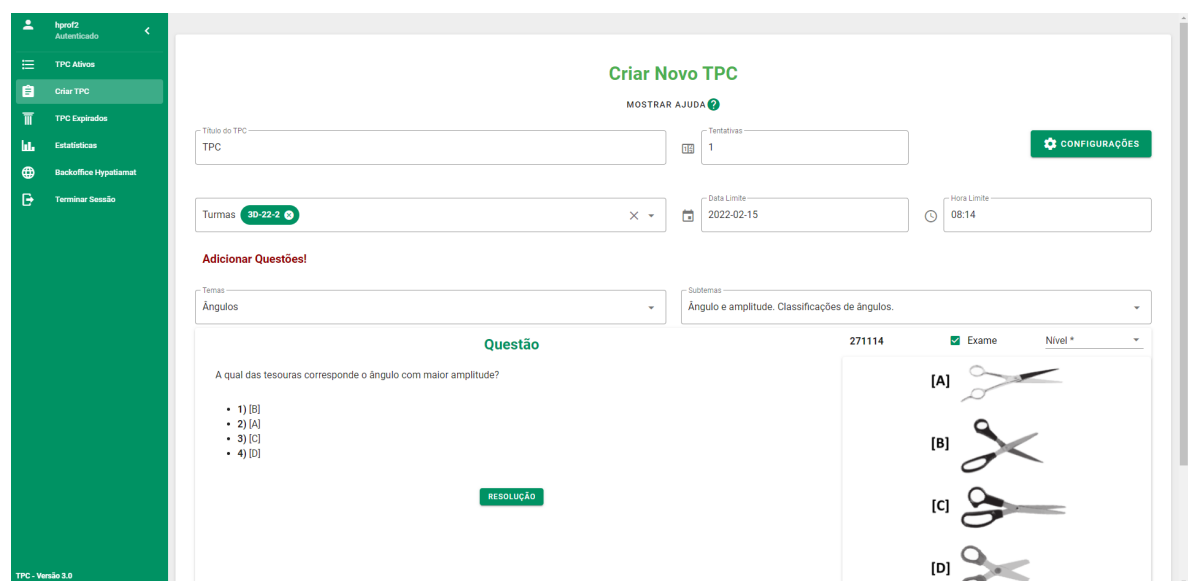 hprof2
Autenticado
TPC Ativos
Criar TPC
TPC Expirados
Estatísticas
Backoffice Hypatiamat
Terminar Sessão
TPC - Versão 3.0
Criar Novo TPC
MOSTRAR AJUDA ?
Título do TPC
TPC
Tentativas
1
CONFIGURAÇÕES
Turmas 3D-22-2
Data Limite
2022-02-15
Hora Limite
08:14
Adicionar Questões!
Temas
Ângulos
Subtemas
Ângulo e amplitude. Classificações de ângulos.
Questão
271114
Exame
Nível *
A qual das tesouras corresponde o ângulo com maior amplitude?
1) [B]
2) [A]
3) [C]
4) [D]
RESOLUÇÃO
[A]
[B]
[C]
[D]